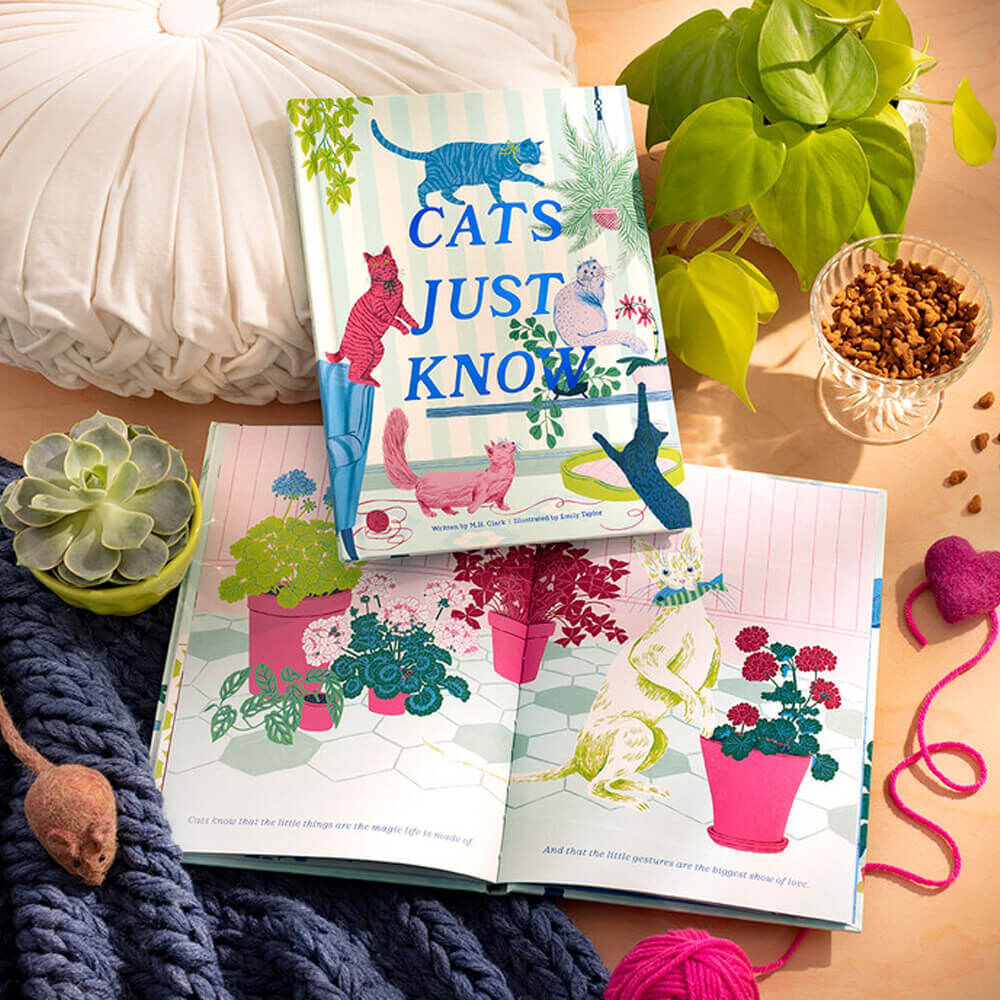 CATS
JUST
KNOW
Written by M.H. Clark | Illustrated by Emily Taylor
Cats know that the little things are the magic life is made of.
And that the little gestures are the biggest show of love.